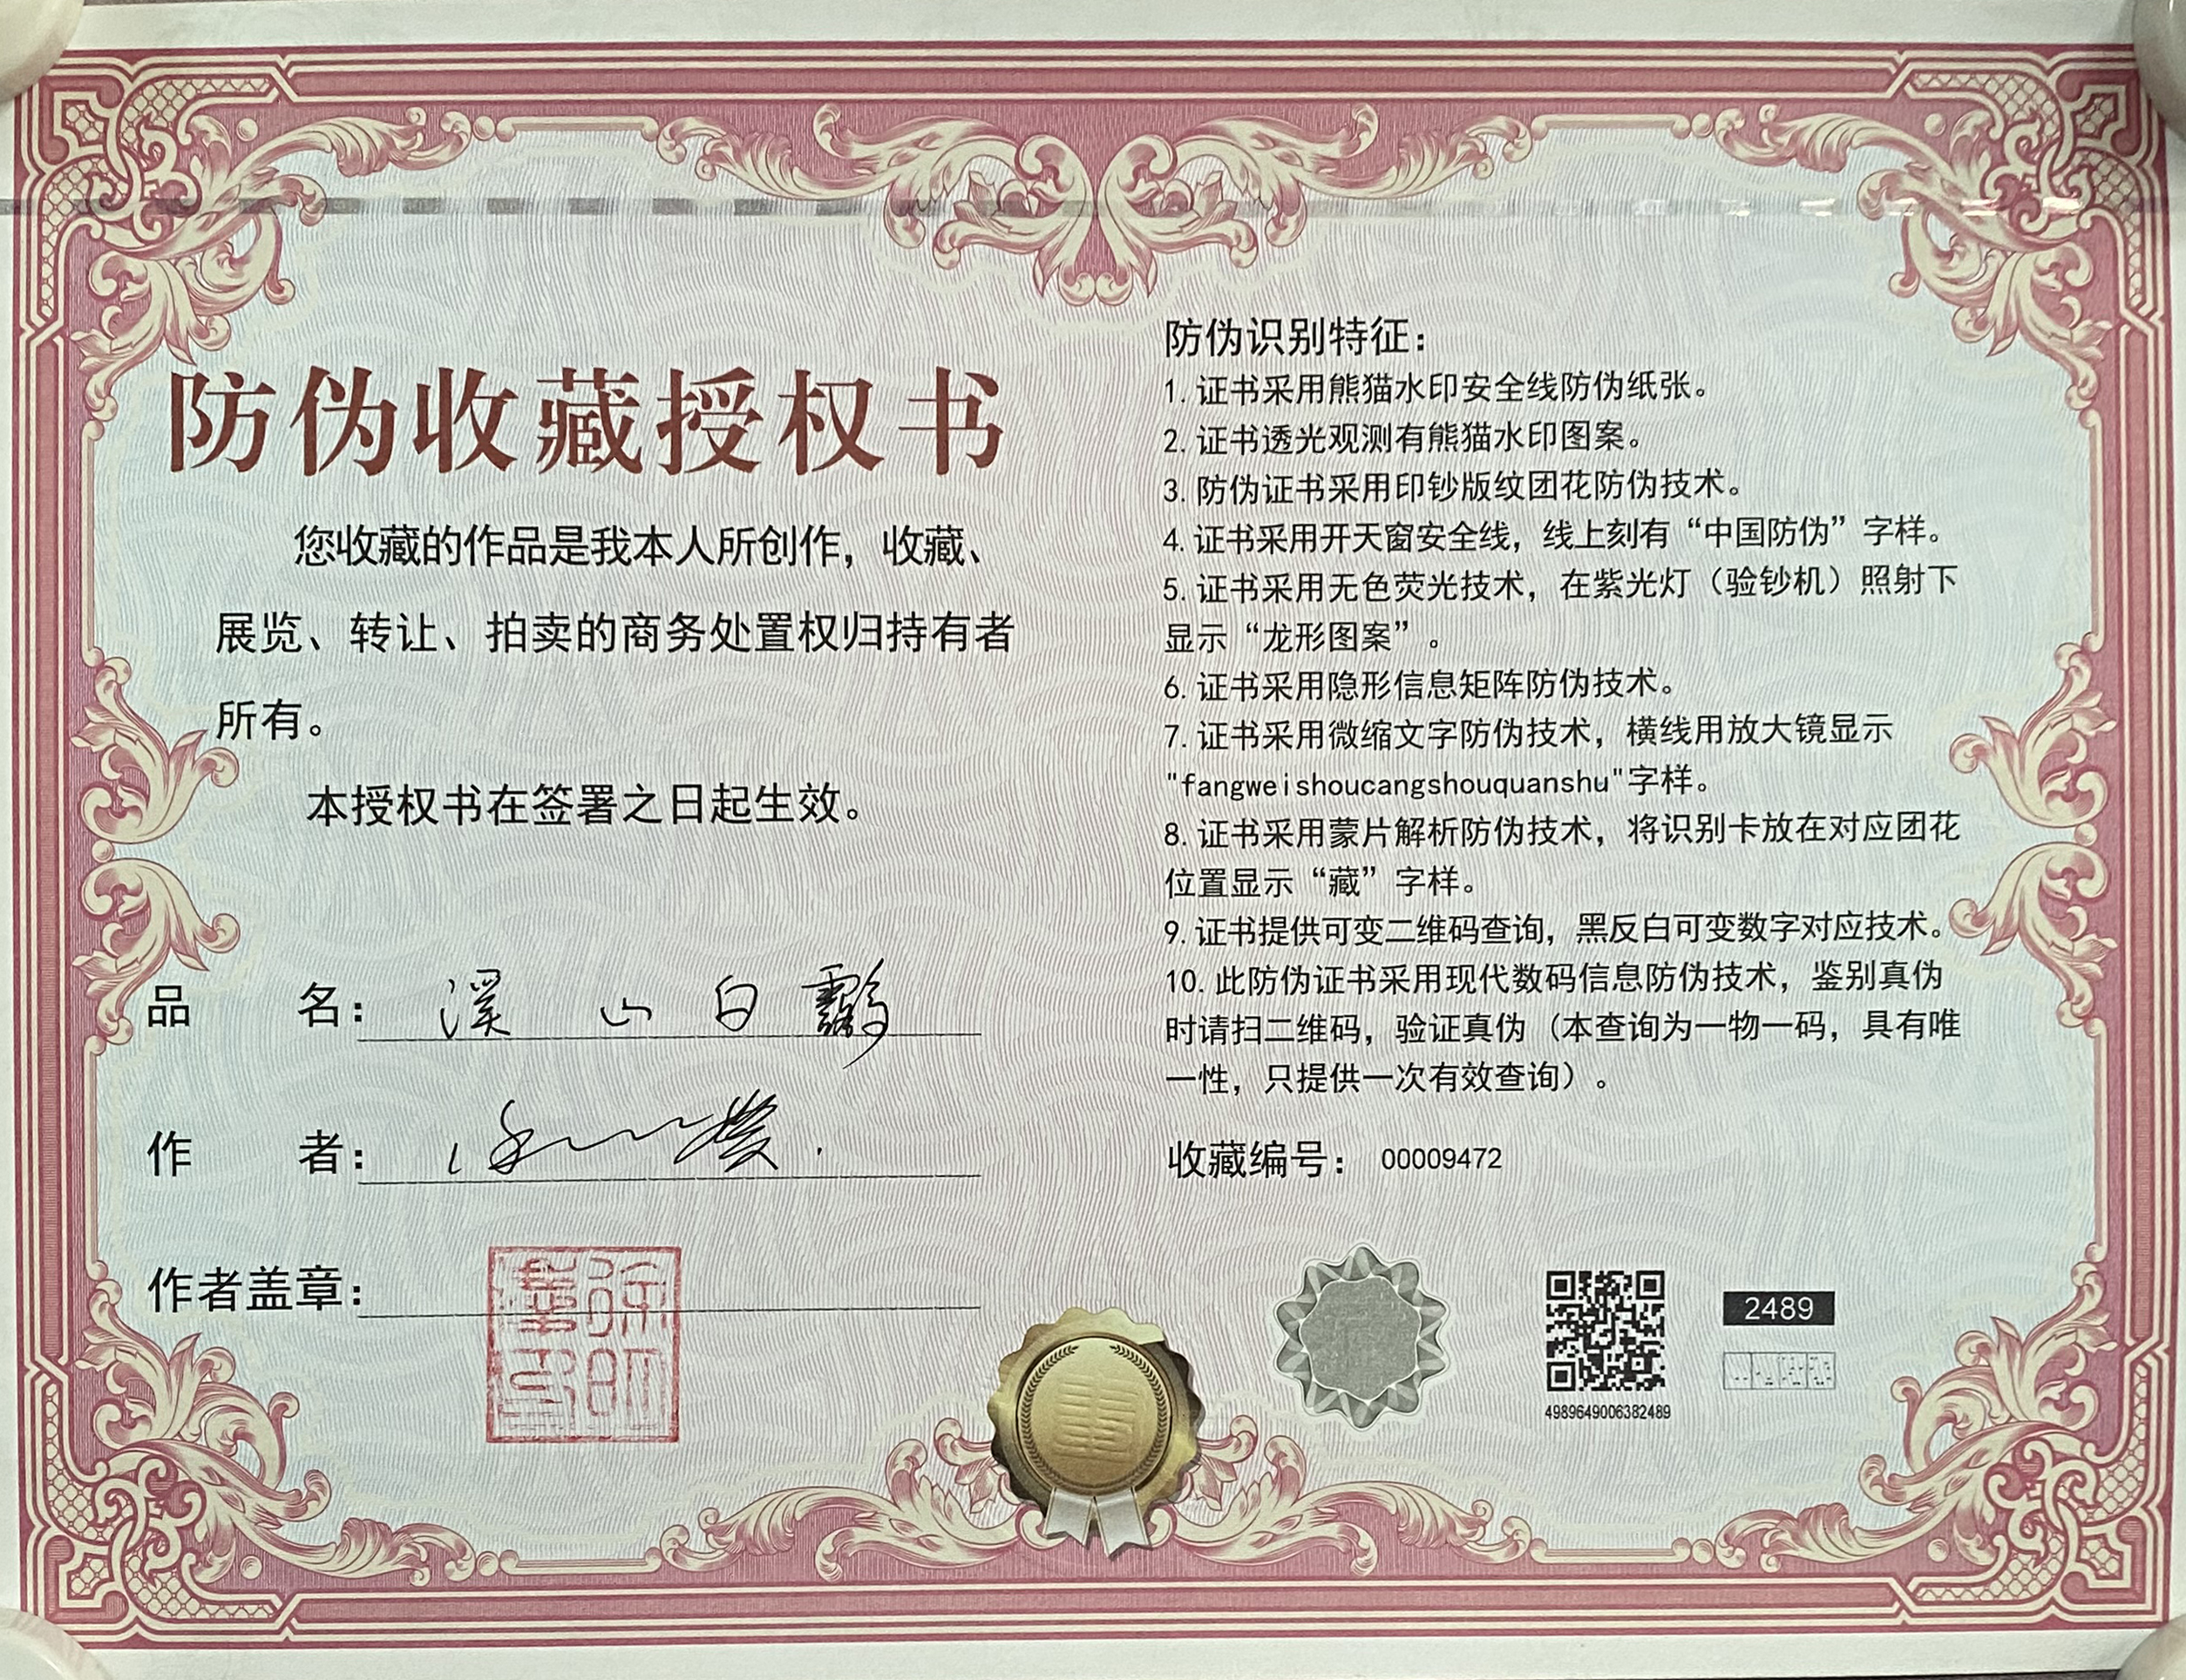 防伪收藏授权书
您收藏的作品是我本人所创作，收藏、
展览、转让、拍卖的商务处置权归持有者
所有。
本授权书在签署之日起生效。
品 名： 溪 山 白
作 者：
作者盖章：
防伪识别特征：
1. 证书采用熊猫水印安全线防伪纸张。
2. 证书透光观测有熊猫水印图案。
3. 防伪证书采用印钞版纹团花防伪技术。
4. 证书采用开天窗安全线，线上刻有“中国防伪”字样。
5. 证书采用无色荧光技术，在紫光灯（验钞机）照射下
显示“龙形图案”。
6. 证书采用隐形信息矩阵防伪技术。
7. 证书采用微缩文字防伪技术，横线用放大镜显示
"fangweishoucangshouquanshu"字样。
8. 证书采用蒙片解析防伪技术，将识别卡放在对应团花
位置显示“藏”字样。
9. 证书提供可变二维码查询，黑反白可变数字对应技术。
10. 此防伪证书采用现代数码信息防伪技术，鉴别真伪
时请扫二维码，验证真伪（本查询为一物一码，具有唯
一性，只提供一次有效查询）。
收藏编号： 00009472
2489
4989649006382489